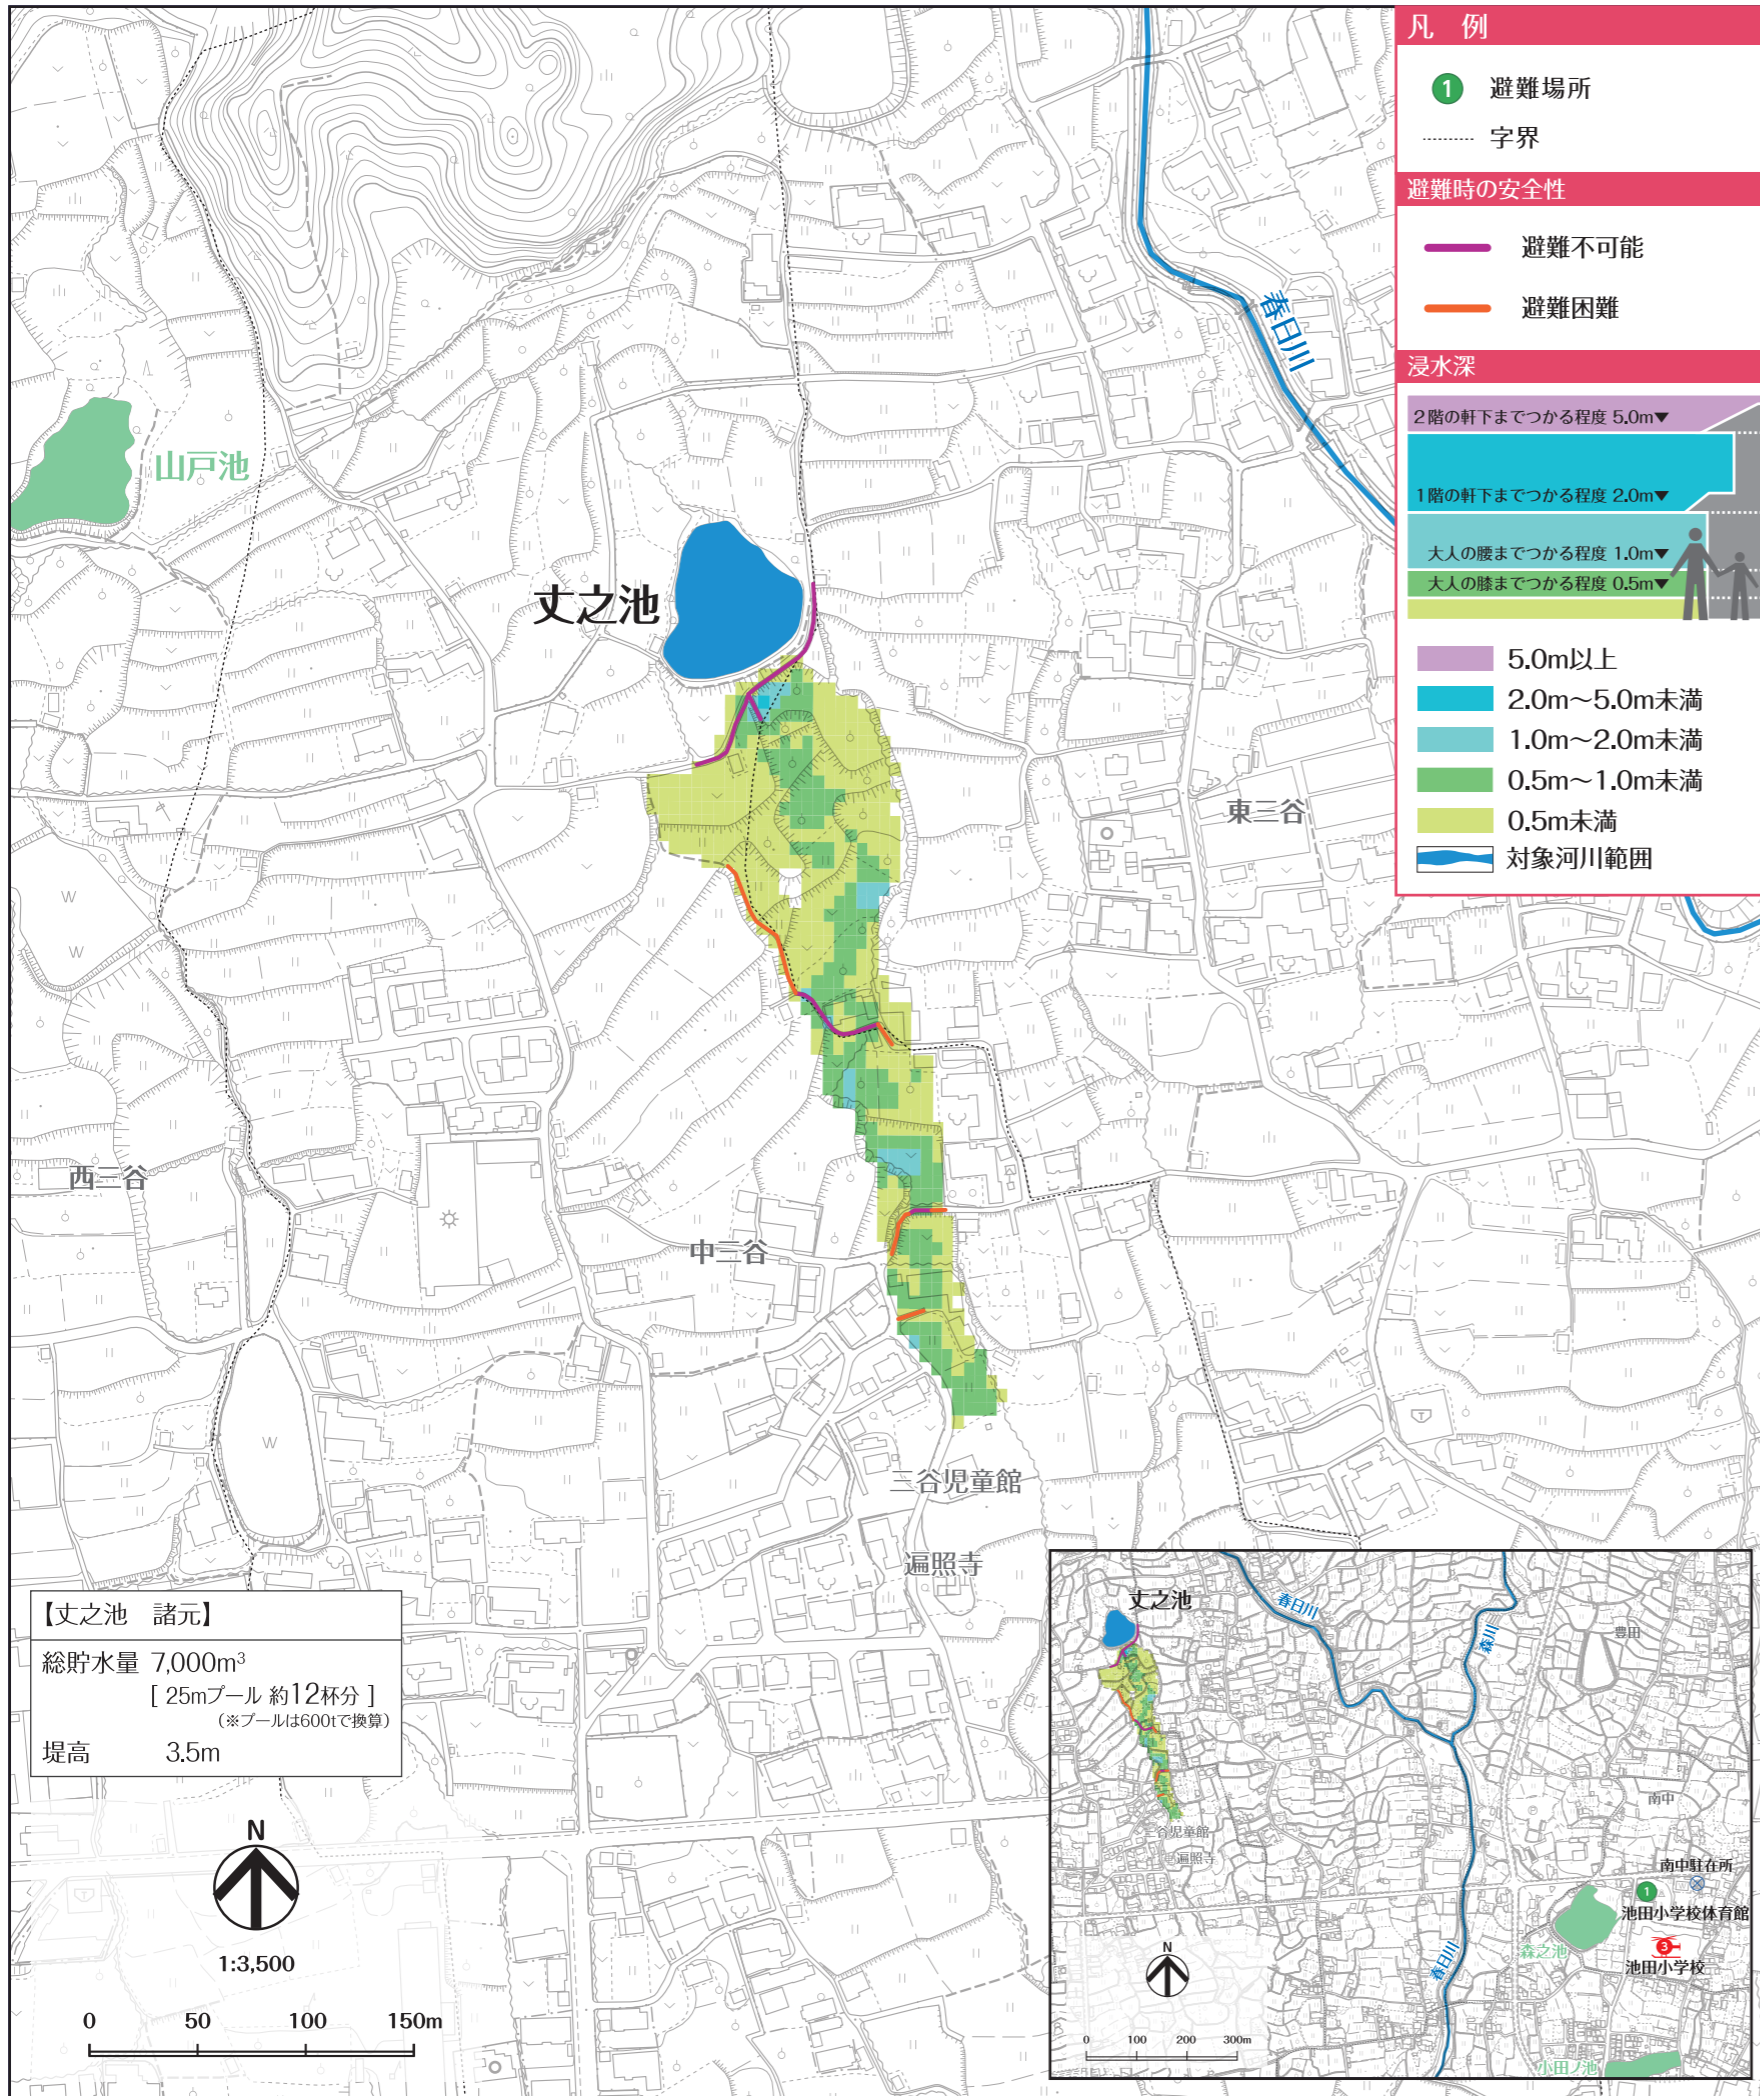 凡　例
1 避難場所
字界
避難時の安全性
避難不可能
避難困難
浸水深
2階の軒下までつかる程度 5.0m▼
1階の軒下までつかる程度 2.0m▼
大人の腰までつかる程度 1.0m▼
大人の膝までつかる程度 0.5m▼
5.0m以上
2.0m～5.0m未満
1.0m～2.0m未満
0.5m～1.0m未満
0.5m未満
対象河川範囲
春日川
山戸池
丈之池
東三谷
西三谷
中三谷
三谷児童館
遍照寺
【丈之池　諸元】
総貯水量 7,000m³
[ 25mプール 約12杯分 ]
（※プールは600tで換算）
堤高 3.5m
N
1:3,500
0 50 100 150m
丈之池
春日川
森川
豊田
南中
三谷児童館
遍照寺
南中駐在所
1
池田小学校体育館
森之池
3
池田小学校
春日川
N
0 100 200 300m
小田ノ池